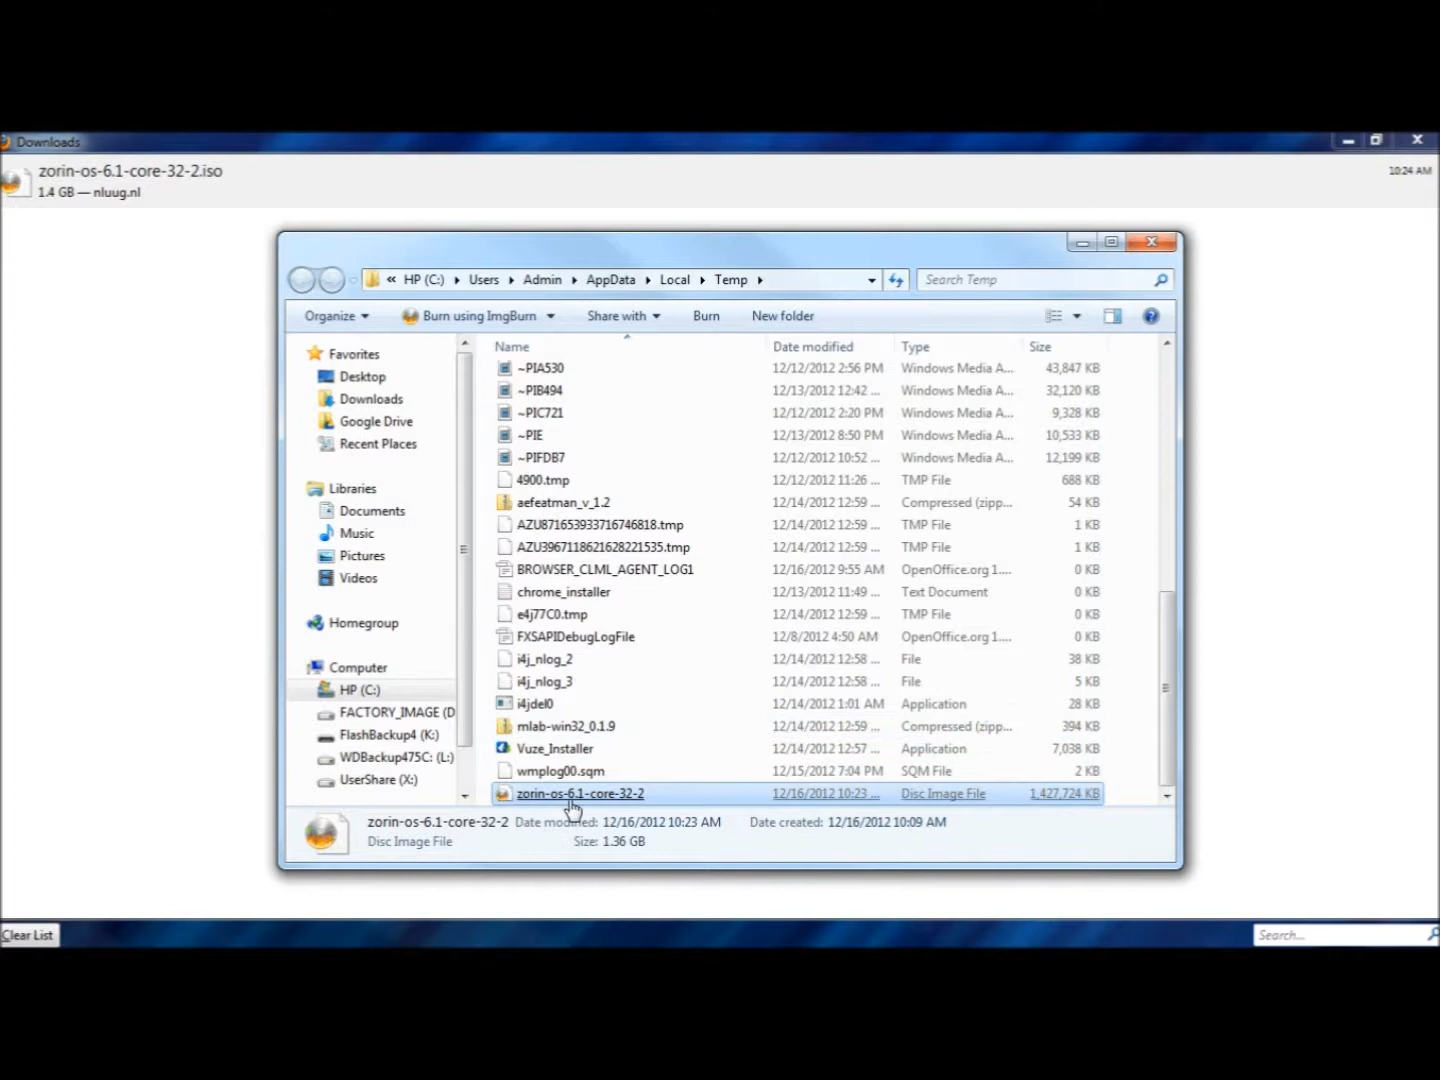 Downloads
zorin-os-6.1-core-32-2.iso
10:24 AM
1.4 GB — nluug.nl
« HP (C:) Users Admin AppData Local Temp
Search Temp
Organize Burn using ImgBurn Share with Burn New folder
Name Date modified Type Size
Favorites
Desktop
Downloads
Google Drive
Recent Places
Libraries
Documents
Music
Pictures
Videos
Homegroup
Computer
HP (C:)
FACTORY_IMAGE (D
FlashBackup4 (K:)
WDBackup475C: (L:)
UserShare (X:)
~PIA530 12/12/2012 2:56 PM Windows Media A... 43,847 KB
~PIB494 12/13/2012 12:42 ... Windows Media A... 32,120 KB
~PIC721 12/12/2012 2:20 PM Windows Media A... 9,328 KB
~PIE 12/13/2012 8:50 PM Windows Media A... 10,533 KB
~PIFDB7 12/12/2012 10:52 ... Windows Media A... 12,199 KB
4900.tmp 12/12/2012 11:26 ... TMP File 688 KB
aefeatman_v_1.2 12/14/2012 12:59 ... Compressed (zipp... 54 KB
AZU871653933716746818.tmp 12/14/2012 12:59 ... TMP File 1 KB
AZU3967118621628221535.tmp 12/14/2012 12:59 ... TMP File 1 KB
BROWSER_CLML_AGENT_LOG1 12/16/2012 9:55 AM OpenOffice.org 1.... 0 KB
chrome_installer 12/13/2012 11:49 ... Text Document 0 KB
e4j77C0.tmp 12/14/2012 12:59 ... TMP File 0 KB
FXSAPIDebugLogFile 12/8/2012 4:50 AM OpenOffice.org 1.... 0 KB
i4j_nlog_2 12/14/2012 12:58 ... File 38 KB
i4j_nlog_3 12/14/2012 12:58 ... File 5 KB
i4jdel0 12/14/2012 1:01 AM Application 28 KB
mlab-win32_0.1.9 12/14/2012 12:59 ... Compressed (zipp... 394 KB
Vuze_Installer 12/14/2012 12:57 ... Application 7,038 KB
wmplog00.sqm 12/15/2012 7:04 PM SQM File 2 KB
zorin-os-6.1-core-32-2 12/16/2012 10:23 ... Disc Image File 1,427,724 KB
zorin-os-6.1-core-32-2 Date modified: 12/16/2012 10:23 AM Date created: 12/16/2012 10:09 AM
Disc Image File Size: 1.36 GB
Clear List
Search...